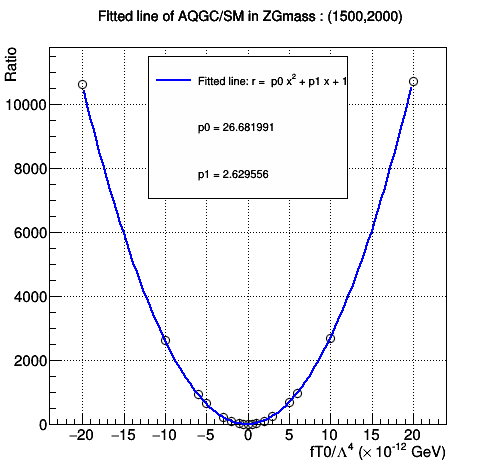 FItted line of AQGC/SM in ZGmass : (1500,2000)
Ratio
Fitted line: r = p0 x² + p1 x + 1
p0 = 26.681991
p1 = 2.629556
10000
8000
6000
4000
2000
0
−20 −15 −10 −5 0 5 10 15 20
fT0/Λ⁴ (× 10⁻¹² GeV)